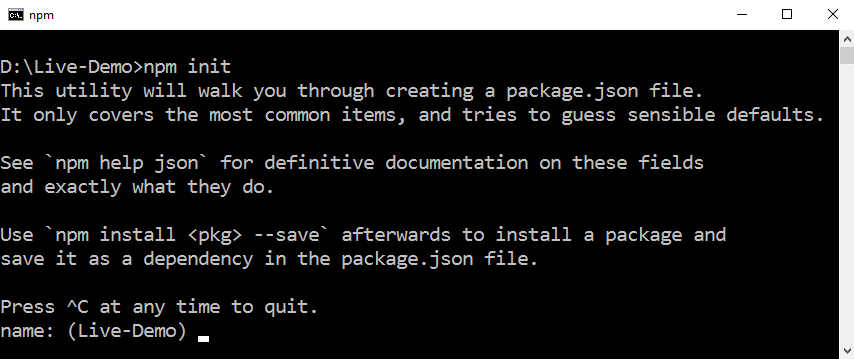 npm
D:\Live-Demo>npm init
This utility will walk you through creating a package.json file.
It only covers the most common items, and tries to guess sensible defaults.
See `npm help json` for definitive documentation on these fields
and exactly what they do.
Use `npm install <pkg> --save` afterwards to install a package and
save it as a dependency in the package.json file.
Press ^C at any time to quit.
name: (Live-Demo)